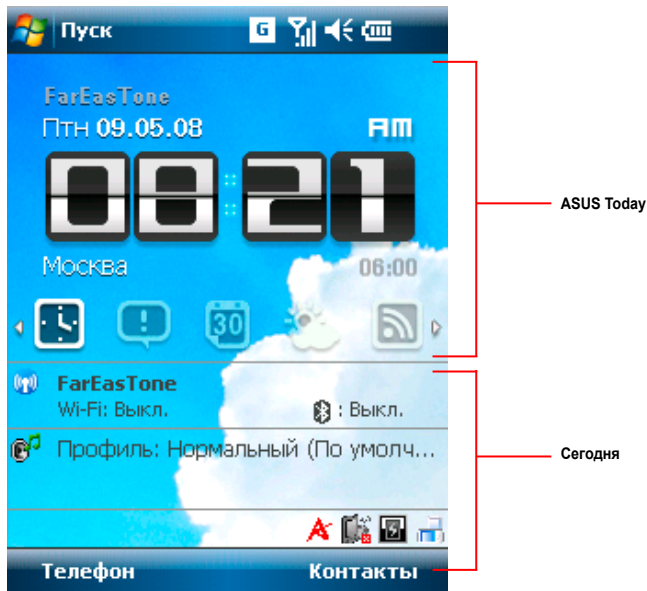 Пуск G
FarEasTone
Птн 09.05.08 AM
08:21
Москва 06:00
30
FarEasTone
Wi-Fi: Выкл. : Выкл.
Профиль: Нормальный (По умолч...
Телефон Контакты
ASUS Today
Сегодня